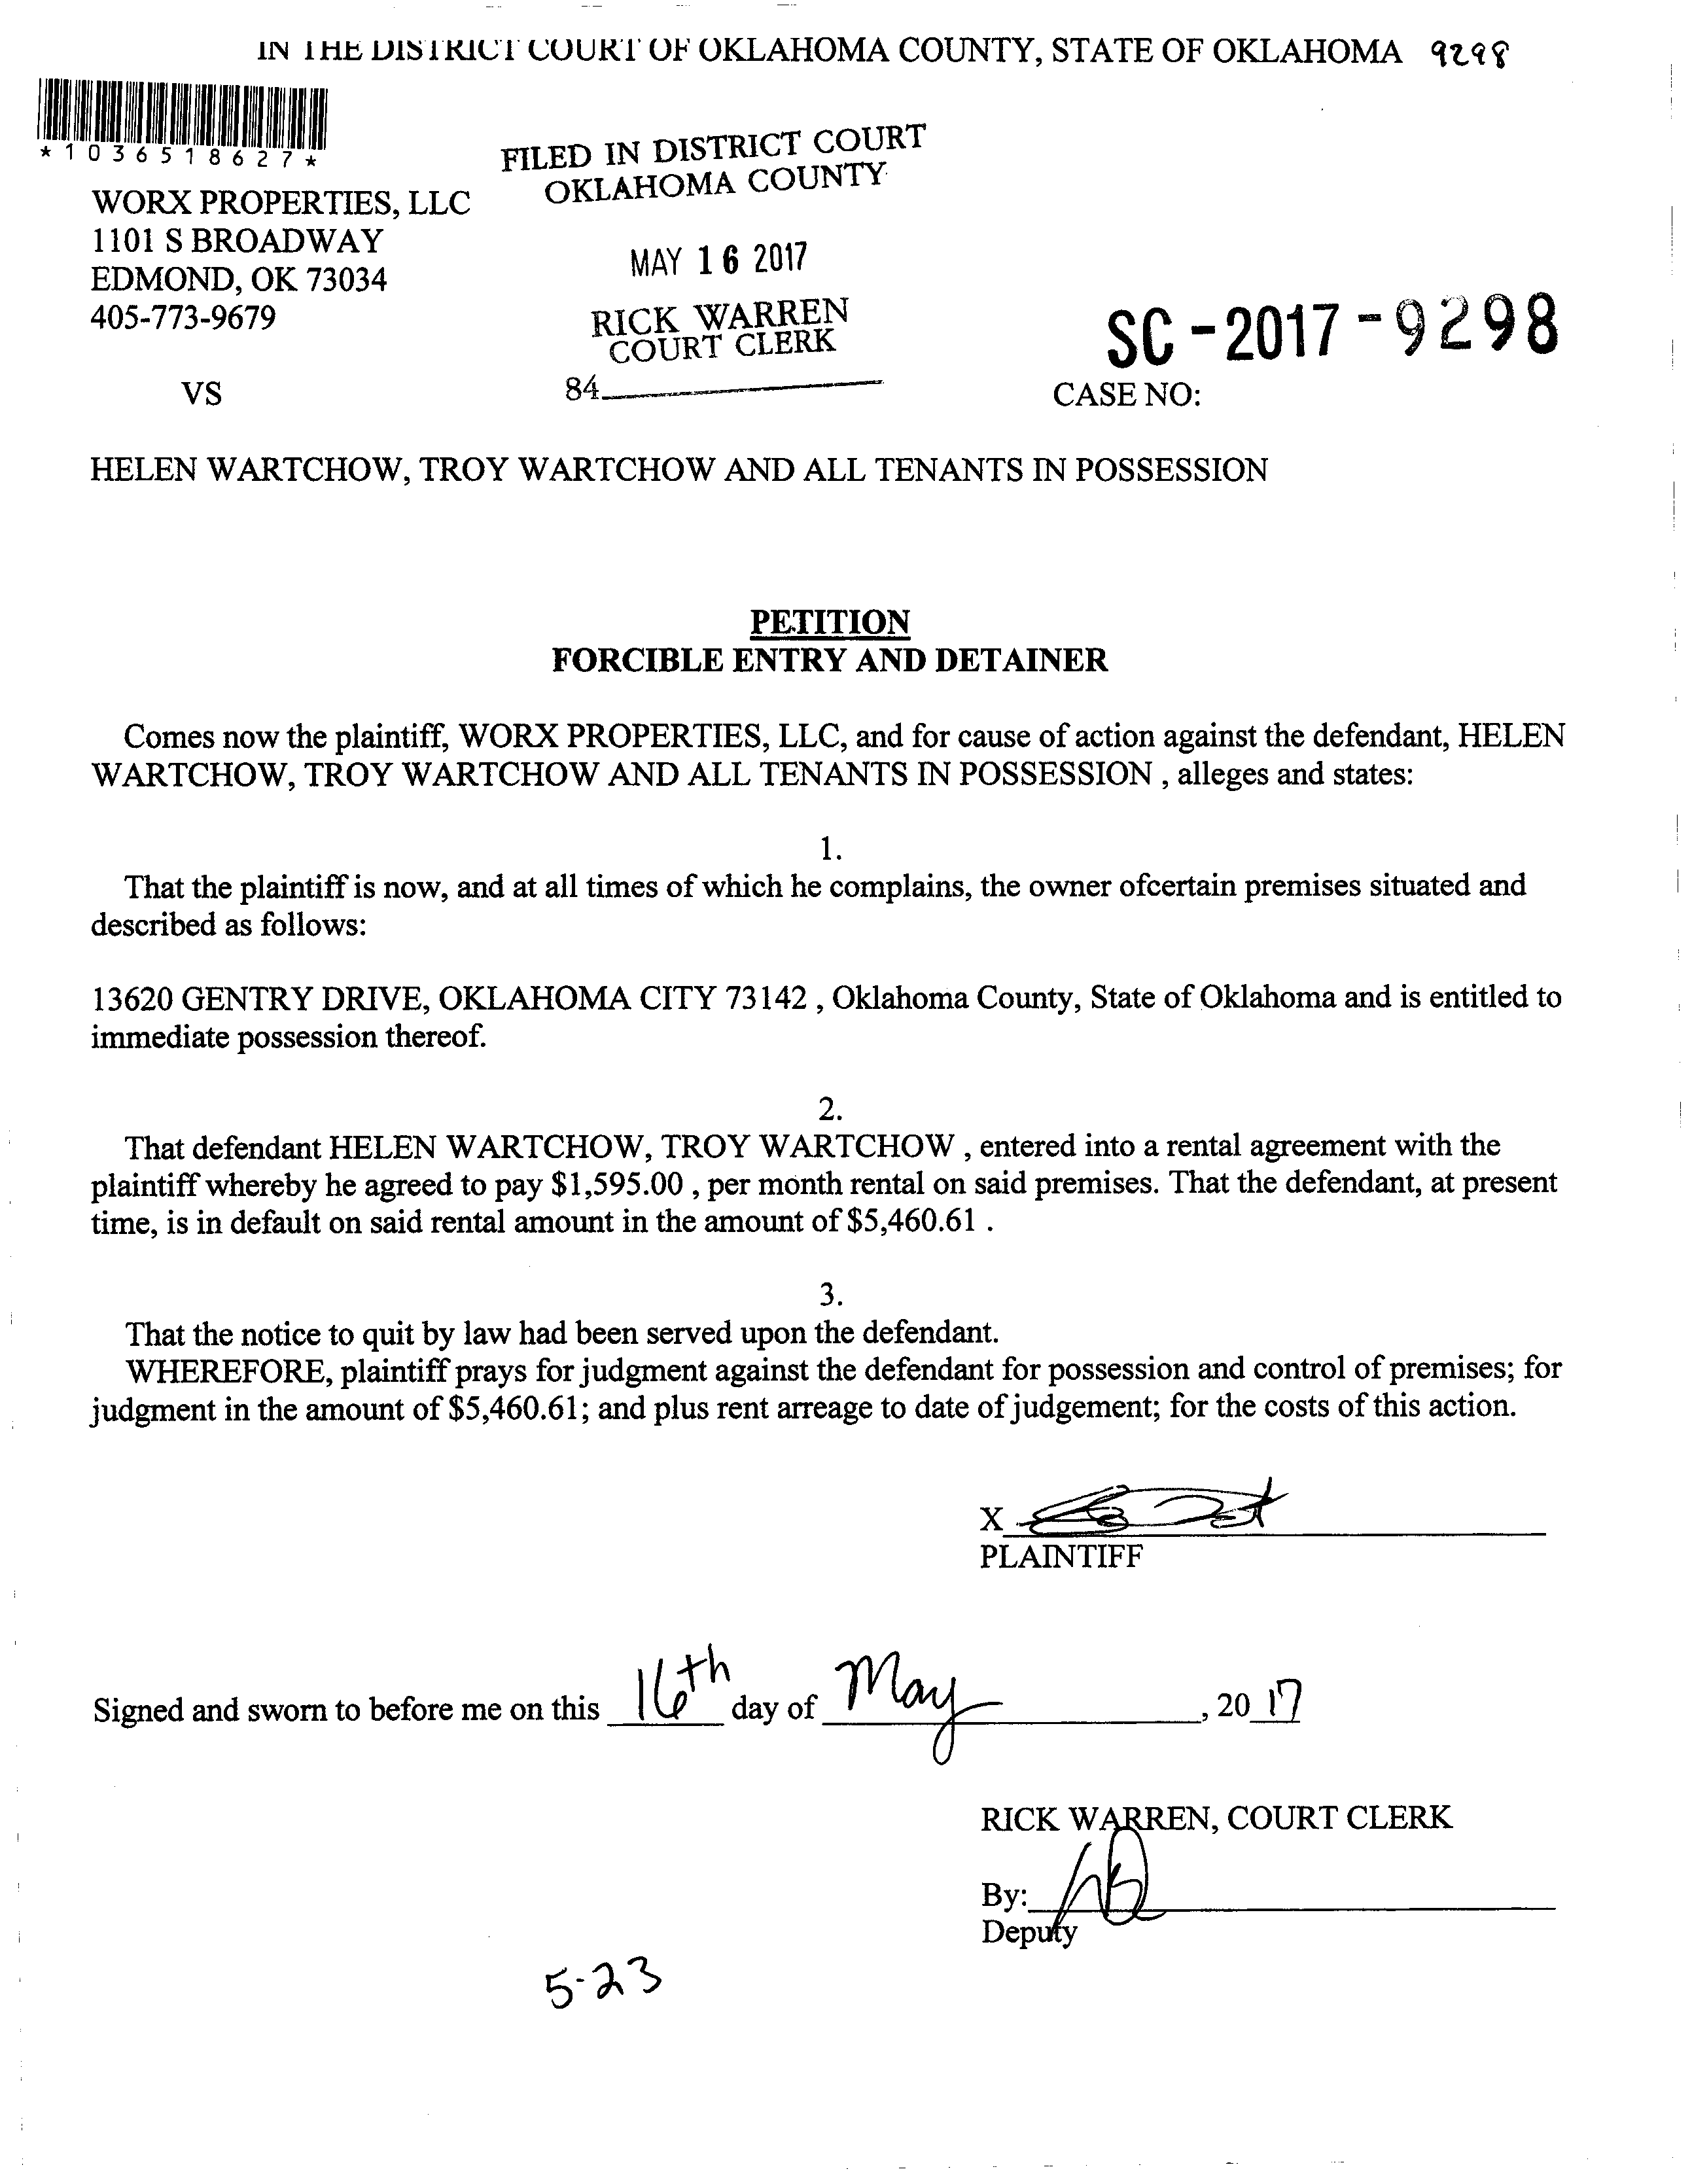 IN THE DISTRICT COURT OF OKLAHOMA COUNTY, STATE OF OKLAHOMA 9298
*1036518627*
FILED IN DISTRICT COURT
OKLAHOMA COUNTY
MAY 16 2017
RICK WARREN
COURT CLERK
84
WORX PROPERTIES, LLC
1101 S BROADWAY
EDMOND, OK 73034
405-773-9679
SC-2017-9298
VS
CASE NO:
HELEN WARTCHOW, TROY WARTCHOW AND ALL TENANTS IN POSSESSION
PETITION
FORCIBLE ENTRY AND DETAINER
Comes now the plaintiff, WORX PROPERTIES, LLC, and for cause of action against the defendant, HELEN
WARTCHOW, TROY WARTCHOW AND ALL TENANTS IN POSSESSION , alleges and states:
1.
That the plaintiff is now, and at all times of which he complains, the owner ofcertain premises situated and
described as follows:
13620 GENTRY DRIVE, OKLAHOMA CITY 73142 , Oklahoma County, State of Oklahoma and is entitled to
immediate possession thereof.
2.
That defendant HELEN WARTCHOW, TROY WARTCHOW , entered into a rental agreement with the
plaintiff whereby he agreed to pay $1,595.00 , per month rental on said premises. That the defendant, at present
time, is in default on said rental amount in the amount of $5,460.61 .
3.
That the notice to quit by law had been served upon the defendant.
WHEREFORE, plaintiff prays for judgment against the defendant for possession and control of premises; for
judgment in the amount of $5,460.61; and plus rent arreage to date of judgement; for the costs of this action.
X
PLAINTIFF
Signed and sworn to before me on this 16th day of May , 20 17
RICK WARREN, COURT CLERK
By:
Deputy
5-23